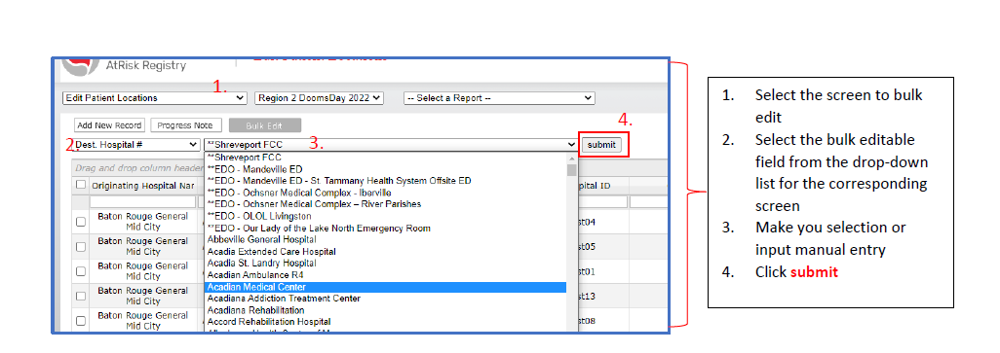 AtRisk Registry
1.
Edit Patient Locations
Region 2 DoomsDay 2022
-- Select a Report --
4.
Add New Record
Progress Note
Bulk Edit
2.
Dest. Hospital #
**Shreveport FCC
3.
submit
Drag and drop column header
**Shreveport FCC
**EDO - Mandeville ED
**EDO - Mandeville ED - St. Tammany Health System Offsite ED
**EDO - Ochsner Medical Complex - Iberville
**EDO - Ochsner Medical Complex – River Parishes
**EDO - OLOL Livingston
**EDO - Our Lady of the Lake North Emergency Room
Abbeville General Hospital
Acadia Extended Care Hospital
Acadia St. Landry Hospital
Acadian Ambulance R4
Acadian Medical Center
Acadiana Addiction Treatment Center
Acadiana Rehabilitation
Accord Rehabilitation Hospital
Originating Hospital Nar
pital ID
Baton Rouge General
Mid City
st04
Baton Rouge General
Mid City
st05
Baton Rouge General
Mid City
st01
Baton Rouge General
Mid City
st13
Baton Rouge General
Mid City
st08
1. Select the screen to bulk
edit
2. Select the bulk editable
field from the drop-down
list for the corresponding
screen
3. Make you selection or
input manual entry
4. Click submit